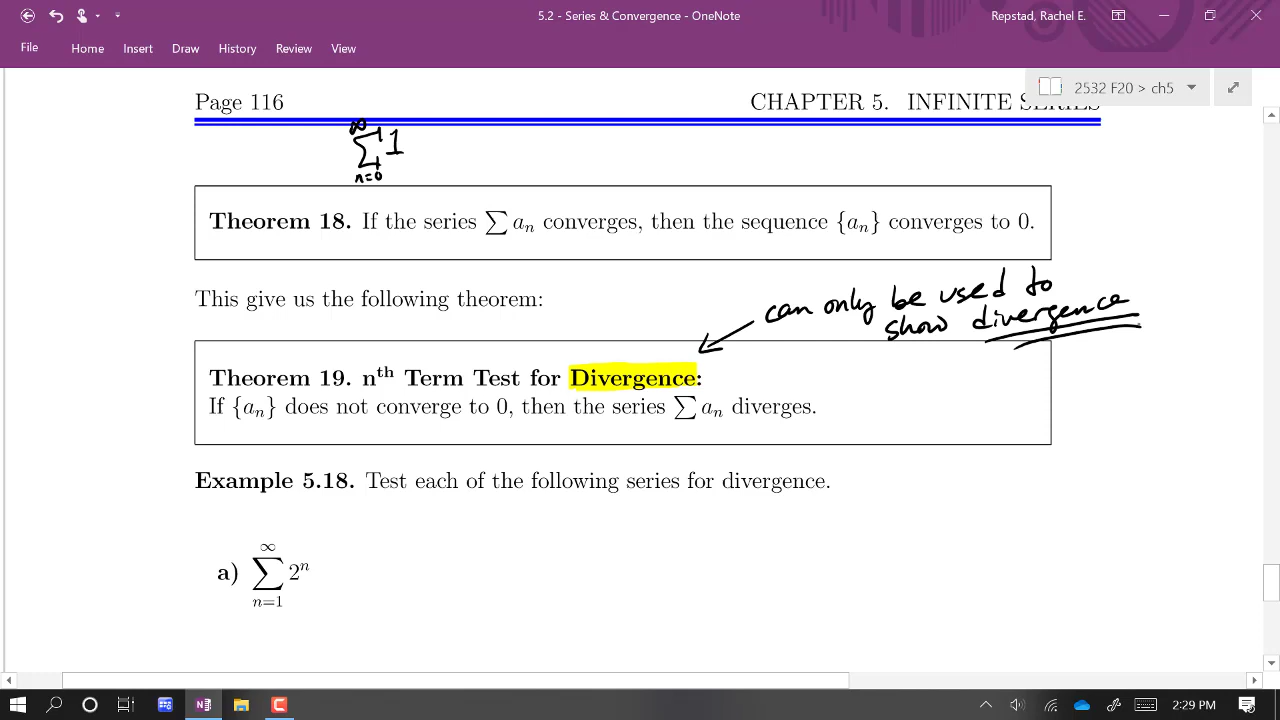 5.2 - Series & Convergence - OneNote
Repstad, Rachel E.
File Home Insert Draw History Review View
2532 F20 > ch5
Page 116 CHAPTER 5. INFINITE SERIES
∞
∑ 1
n=0
Theorem 18. If the series ∑ aₙ converges, then the sequence {aₙ} converges to 0.
This give us the following theorem:
can only be used to
show divergence
Theorem 19. nᵗʰ Term Test for Divergence:
If {aₙ} does not converge to 0, then the series ∑ aₙ diverges.
Example 5.18. Test each of the following series for divergence.
∞
a) ∑ 2ⁿ
n=1
2:29 PM